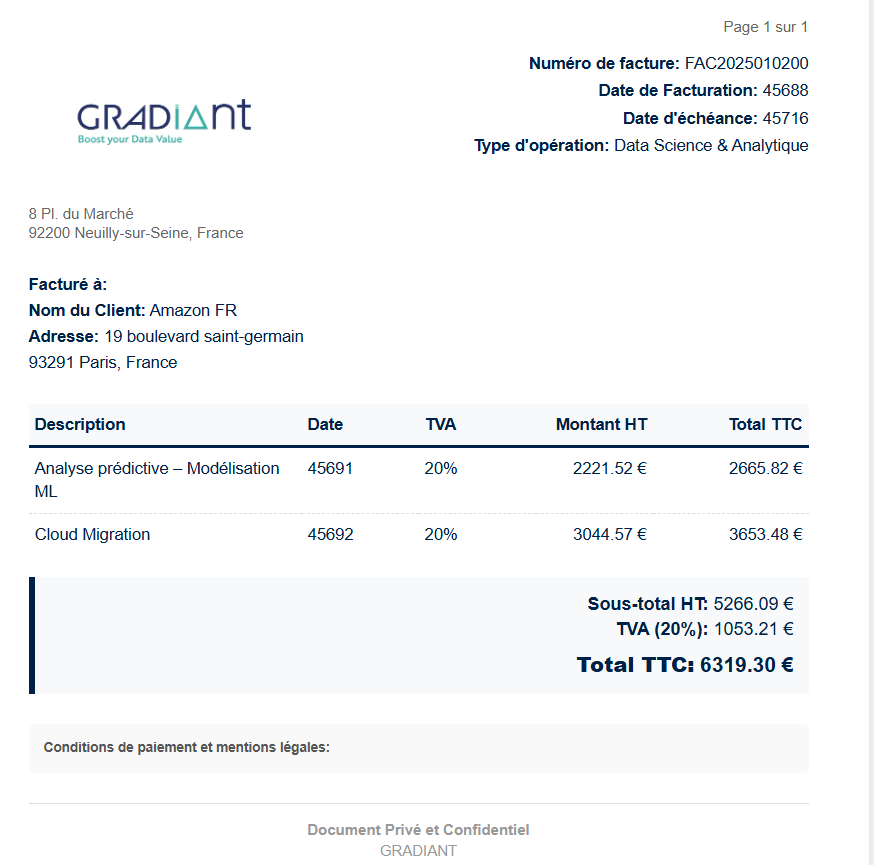 Page 1 sur 1
Numéro de facture: FAC2025010200
Date de Facturation: 45688
Date d'échéance: 45716
Type d'opération: Data Science & Analytique
GRADIANT
Boost your Data Value
8 Pl. du Marché
92200 Neuilly-sur-Seine, France
Facturé à:
Nom du Client: Amazon FR
Adresse: 19 boulevard saint-germain
93291 Paris, France
Description Date TVA Montant HT Total TTC
Analyse prédictive – Modélisation 45691 20% 2221.52 € 2665.82 €
ML
Cloud Migration 45692 20% 3044.57 € 3653.48 €
Sous-total HT: 5266.09 €
TVA (20%): 1053.21 €
Total TTC: 6319.30 €
Conditions de paiement et mentions légales:
Document Privé et Confidentiel
GRADIANT